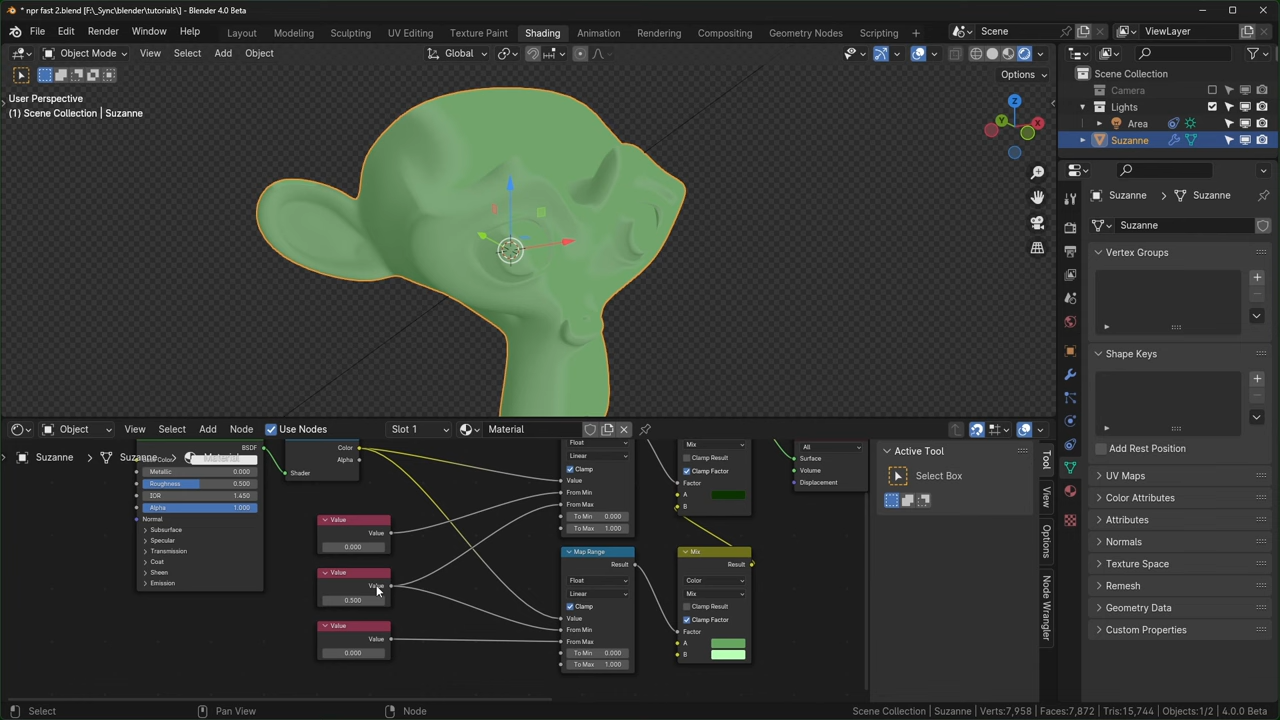 * npr fast 2.blend [F:\_Sync\blender\tutorials\] - Blender 4.0 Beta
File Edit Render Window Help Layout Modeling Sculpting UV Editing Texture Paint Shading Animation Rendering Compositing Geometry Nodes Scripting + Scene ViewLayer
Object Mode View Select Add Object Global
Options
User Perspective
(1) Scene Collection | Suzanne
Z
Y
X
Scene Collection
Camera
Lights
Area
Suzanne
Suzanne > Suzanne
Suzanne
Vertex Groups
Shape Keys
Add Rest Position
UV Maps
Color Attributes
Attributes
Normals
Texture Space
Remesh
Geometry Data
Custom Properties
Object View Select Add Node Use Nodes Slot 1 Material
Suzanne > Suzanne > Material
BSDF
Metallic 0.000
Roughness 0.500
IOR 1.450
Alpha 1.000
Normal
Subsurface
Specular
Transmission
Coat
Sheen
Emission
Color
Alpha
Shader
Value
Value
0.000
Value
Value
0.500
Value
Value
0.000
Float
Linear
Clamp
Value
From Min
From Max
To Min 0.000
To Max 1.000
Map Range
Result
Float
Linear
Clamp
Value
From Min
From Max
To Min 0.000
To Max 1.000
Mix
Clamp Result
Clamp Factor
Factor
A
B
Mix
Result
Color
Mix
Clamp Result
Clamp Factor
Factor
A
B
All
Surface
Volume
Displacement
Active Tool
Select Box
Tool
View
Options
Node Wrangler
Select Pan View Node Scene Collection | Suzanne | Verts:7,958 | Faces:7,872 | Tris:15,744 | Objects:1/2 | 4.0.0 Beta